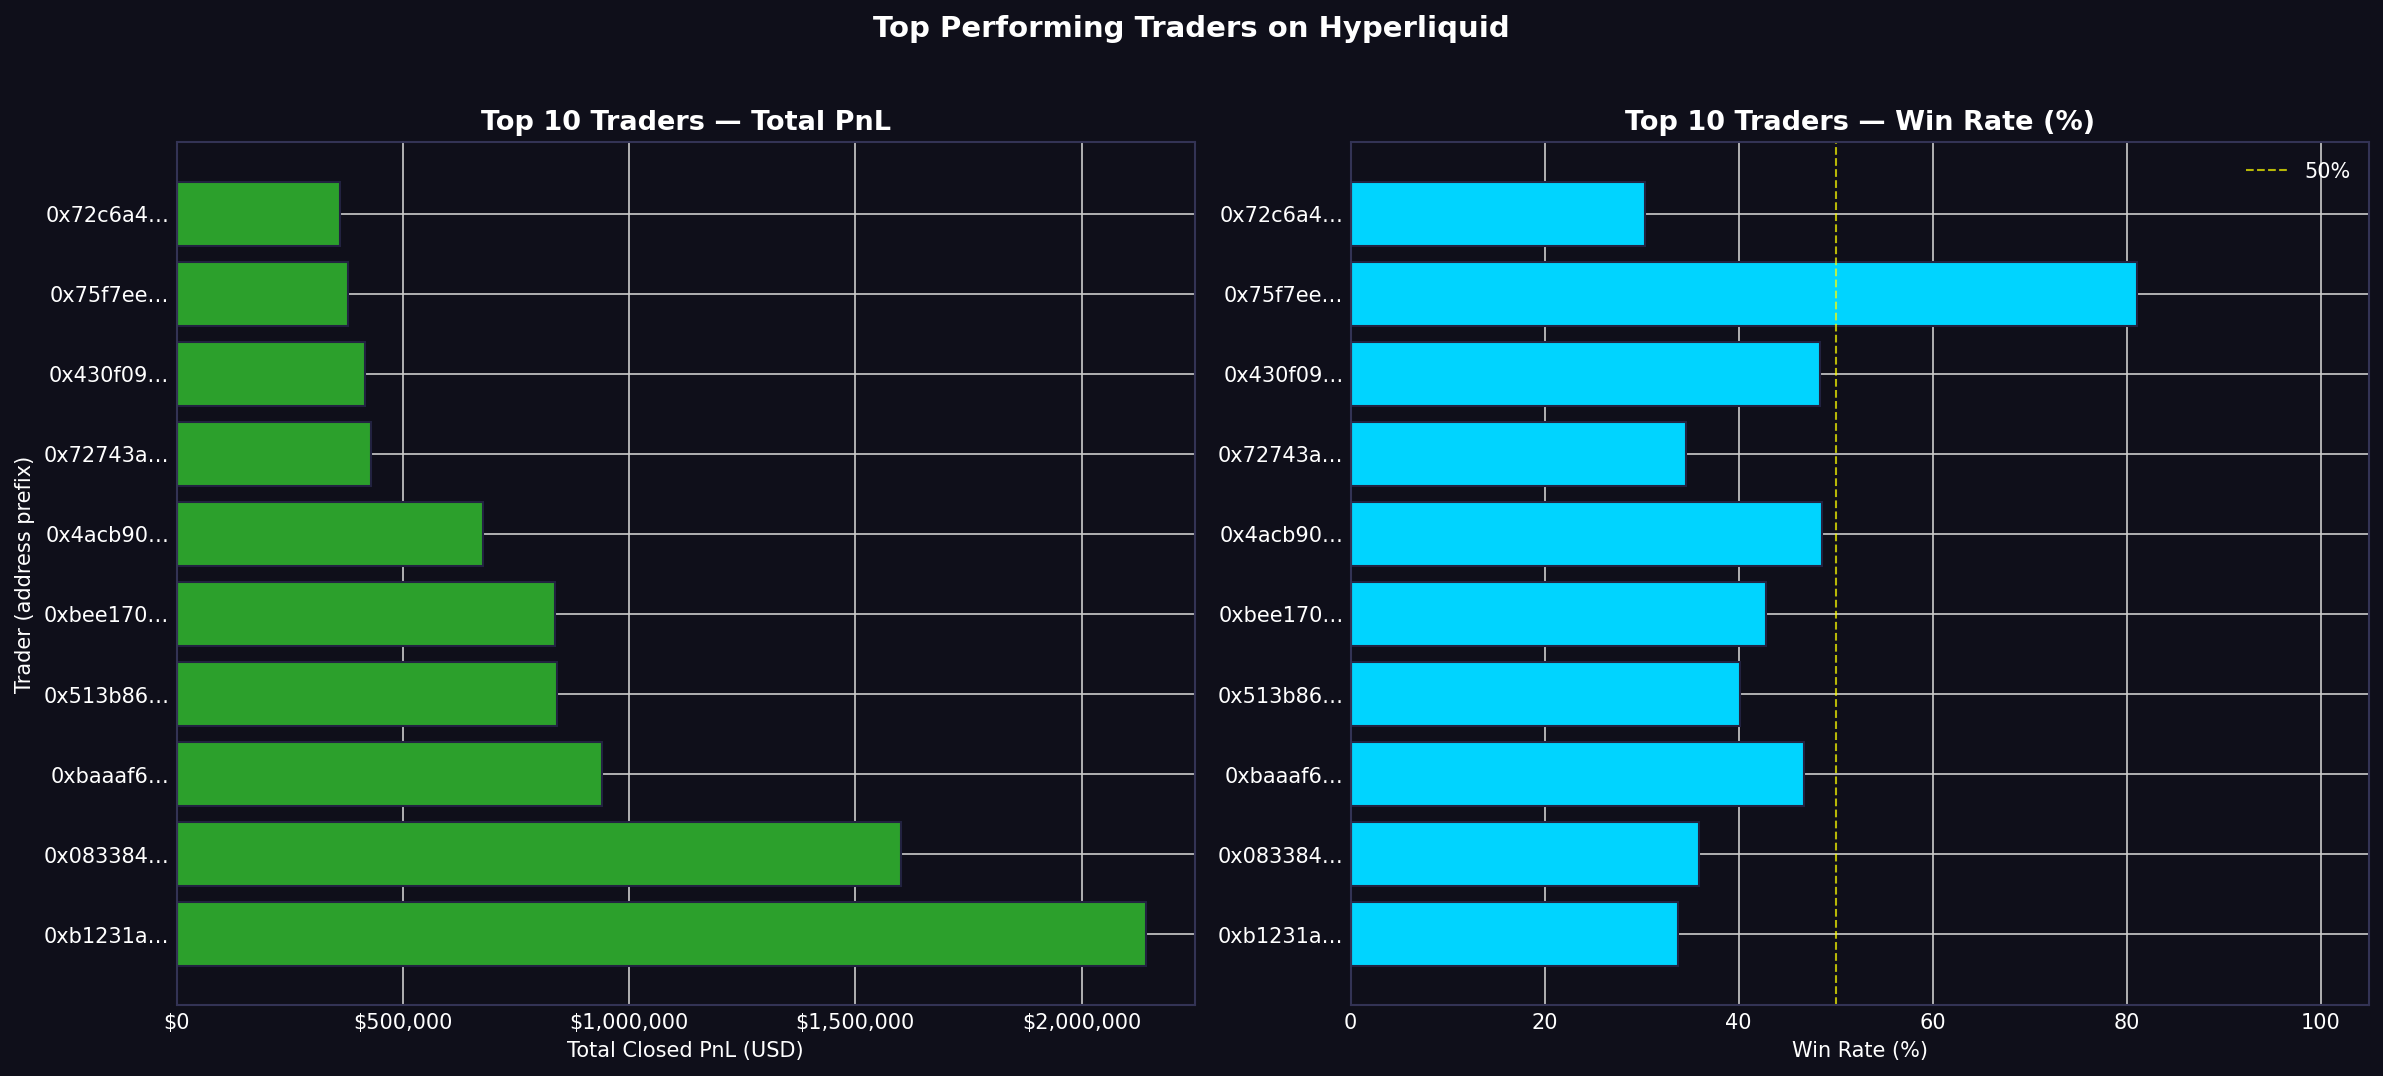 Top Performing Traders on Hyperliquid
Top 10 Traders — Total PnL
Trader (address prefix)
0x72c6a4...
0x75f7ee...
0x430f09...
0x72743a...
0x4acb90...
0xbee170...
0x513b86...
0xbaaaf6...
0x083384...
0xb1231a...
$0 $500,000 $1,000,000 $1,500,000 $2,000,000
Total Closed PnL (USD)
Top 10 Traders — Win Rate (%)
50%
0x72c6a4...
0x75f7ee...
0x430f09...
0x72743a...
0x4acb90...
0xbee170...
0x513b86...
0xbaaaf6...
0x083384...
0xb1231a...
0 20 40 60 80 100
Win Rate (%)